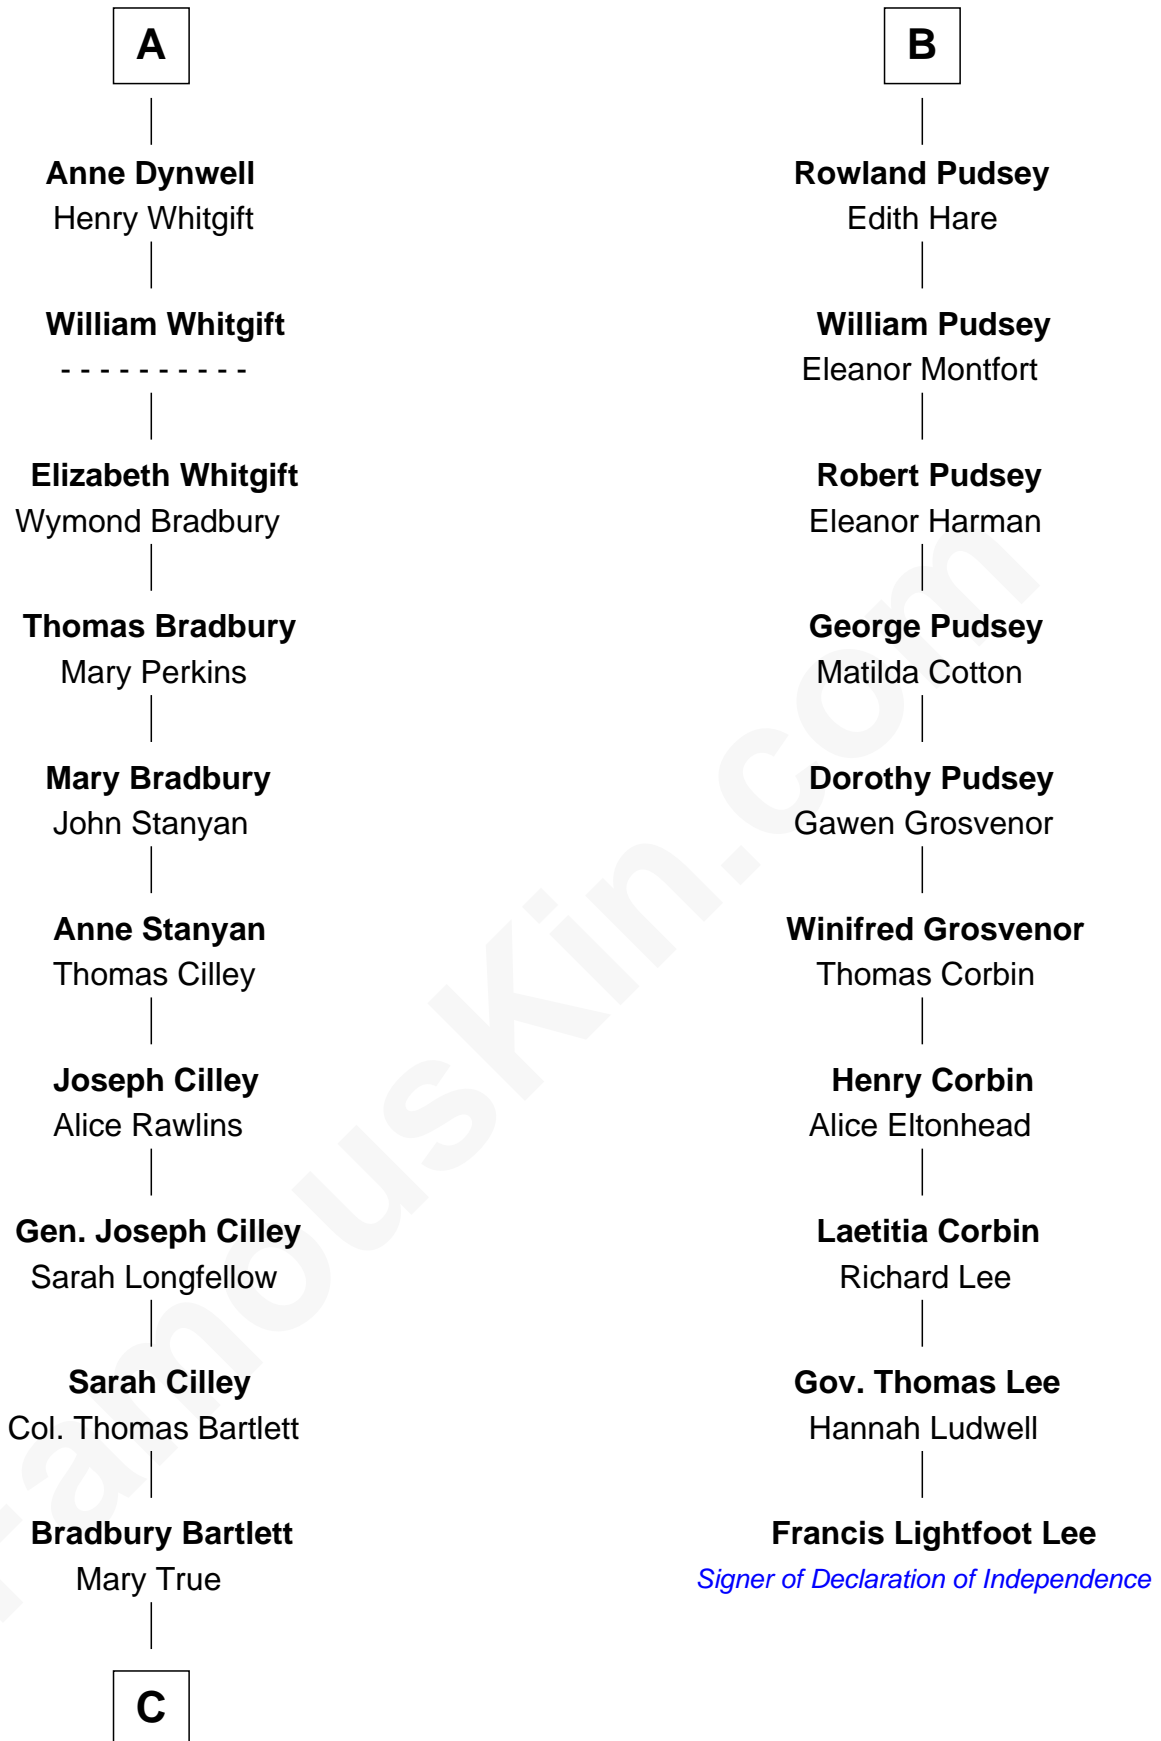 A
Anne Dynwell
Henry Whitgift
William Whitgift
- - - - - - - - - -
Elizabeth Whitgift
Wymond Bradbury
Thomas Bradbury
Mary Perkins
Mary Bradbury
John Stanyan
Anne Stanyan
Thomas Cilley
Joseph Cilley
Alice Rawlins
Gen. Joseph Cilley
Sarah Longfellow
Sarah Cilley
Col. Thomas Bartlett
Bradbury Bartlett
Mary True
C
B
Rowland Pudsey
Edith Hare
William Pudsey
Eleanor Montfort
Robert Pudsey
Eleanor Harman
George Pudsey
Matilda Cotton
Dorothy Pudsey
Gawen Grosvenor
Winifred Grosvenor
Thomas Corbin
Henry Corbin
Alice Eltonhead
Laetitia Corbin
Richard Lee
Gov. Thomas Lee
Hannah Ludwell
Francis Lightfoot Lee
Signer of Declaration of Independence
FamousKin.com